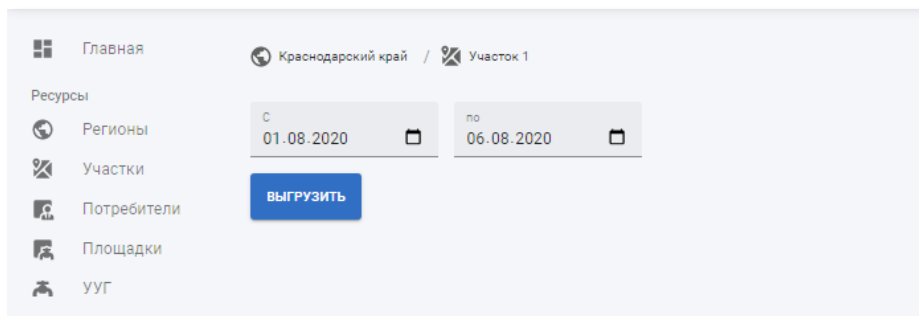 Главная
Краснодарский край / Участок 1
Ресурсы
Регионы
Участки
Потребители
Площадки
УУГ
С
01.08.2020
по
06.08.2020
ВЫГРУЗИТЬ